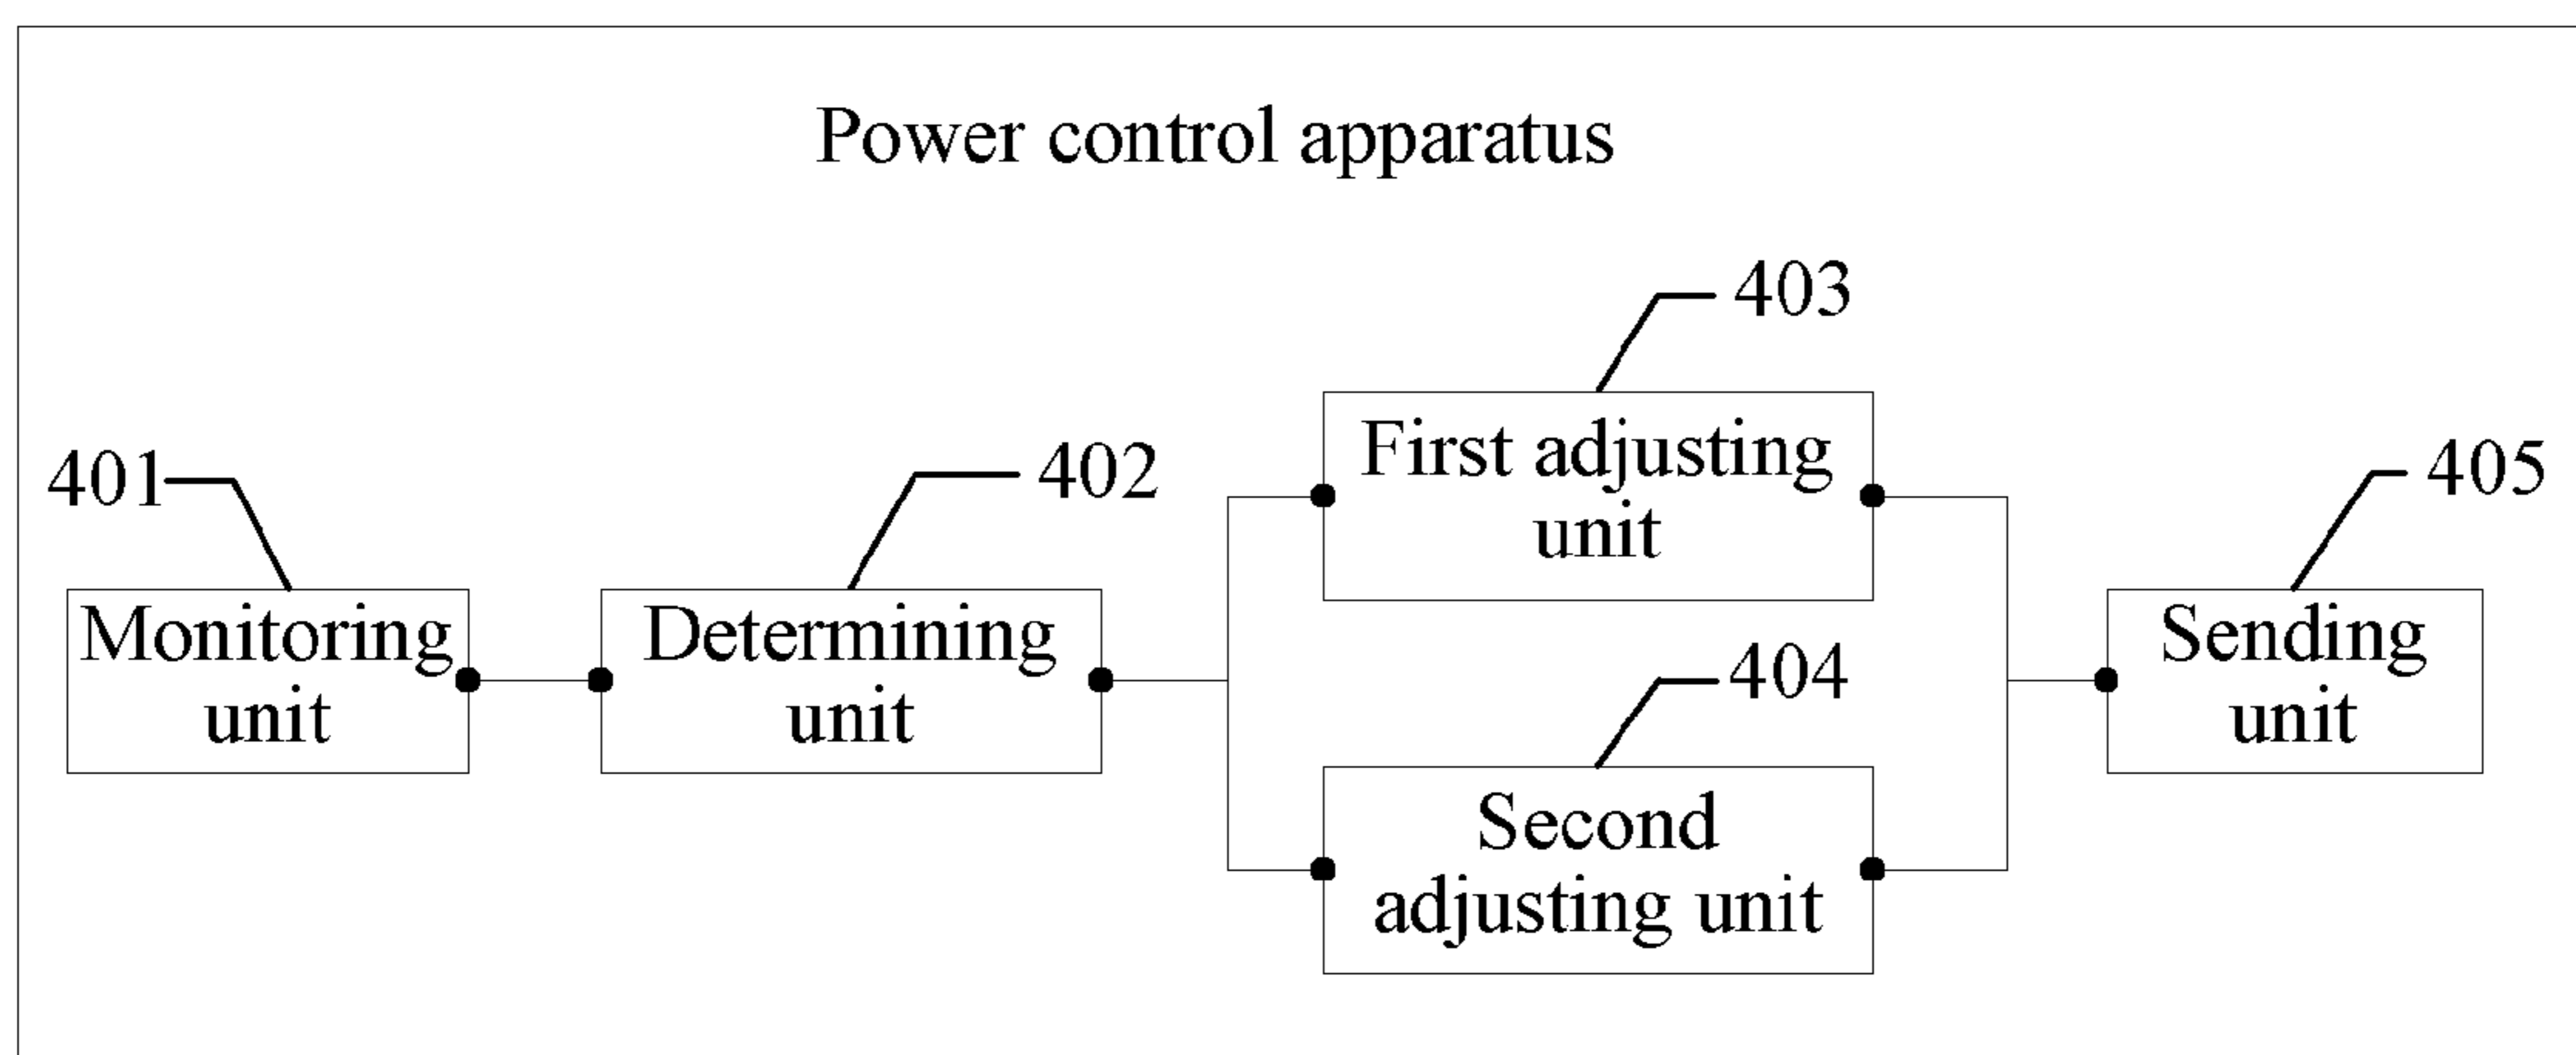 Power control apparatus
403
401
402
405
First adjusting
unit
Monitoring
unit
Determining
unit
404
Sending
unit
Second
adjusting unit